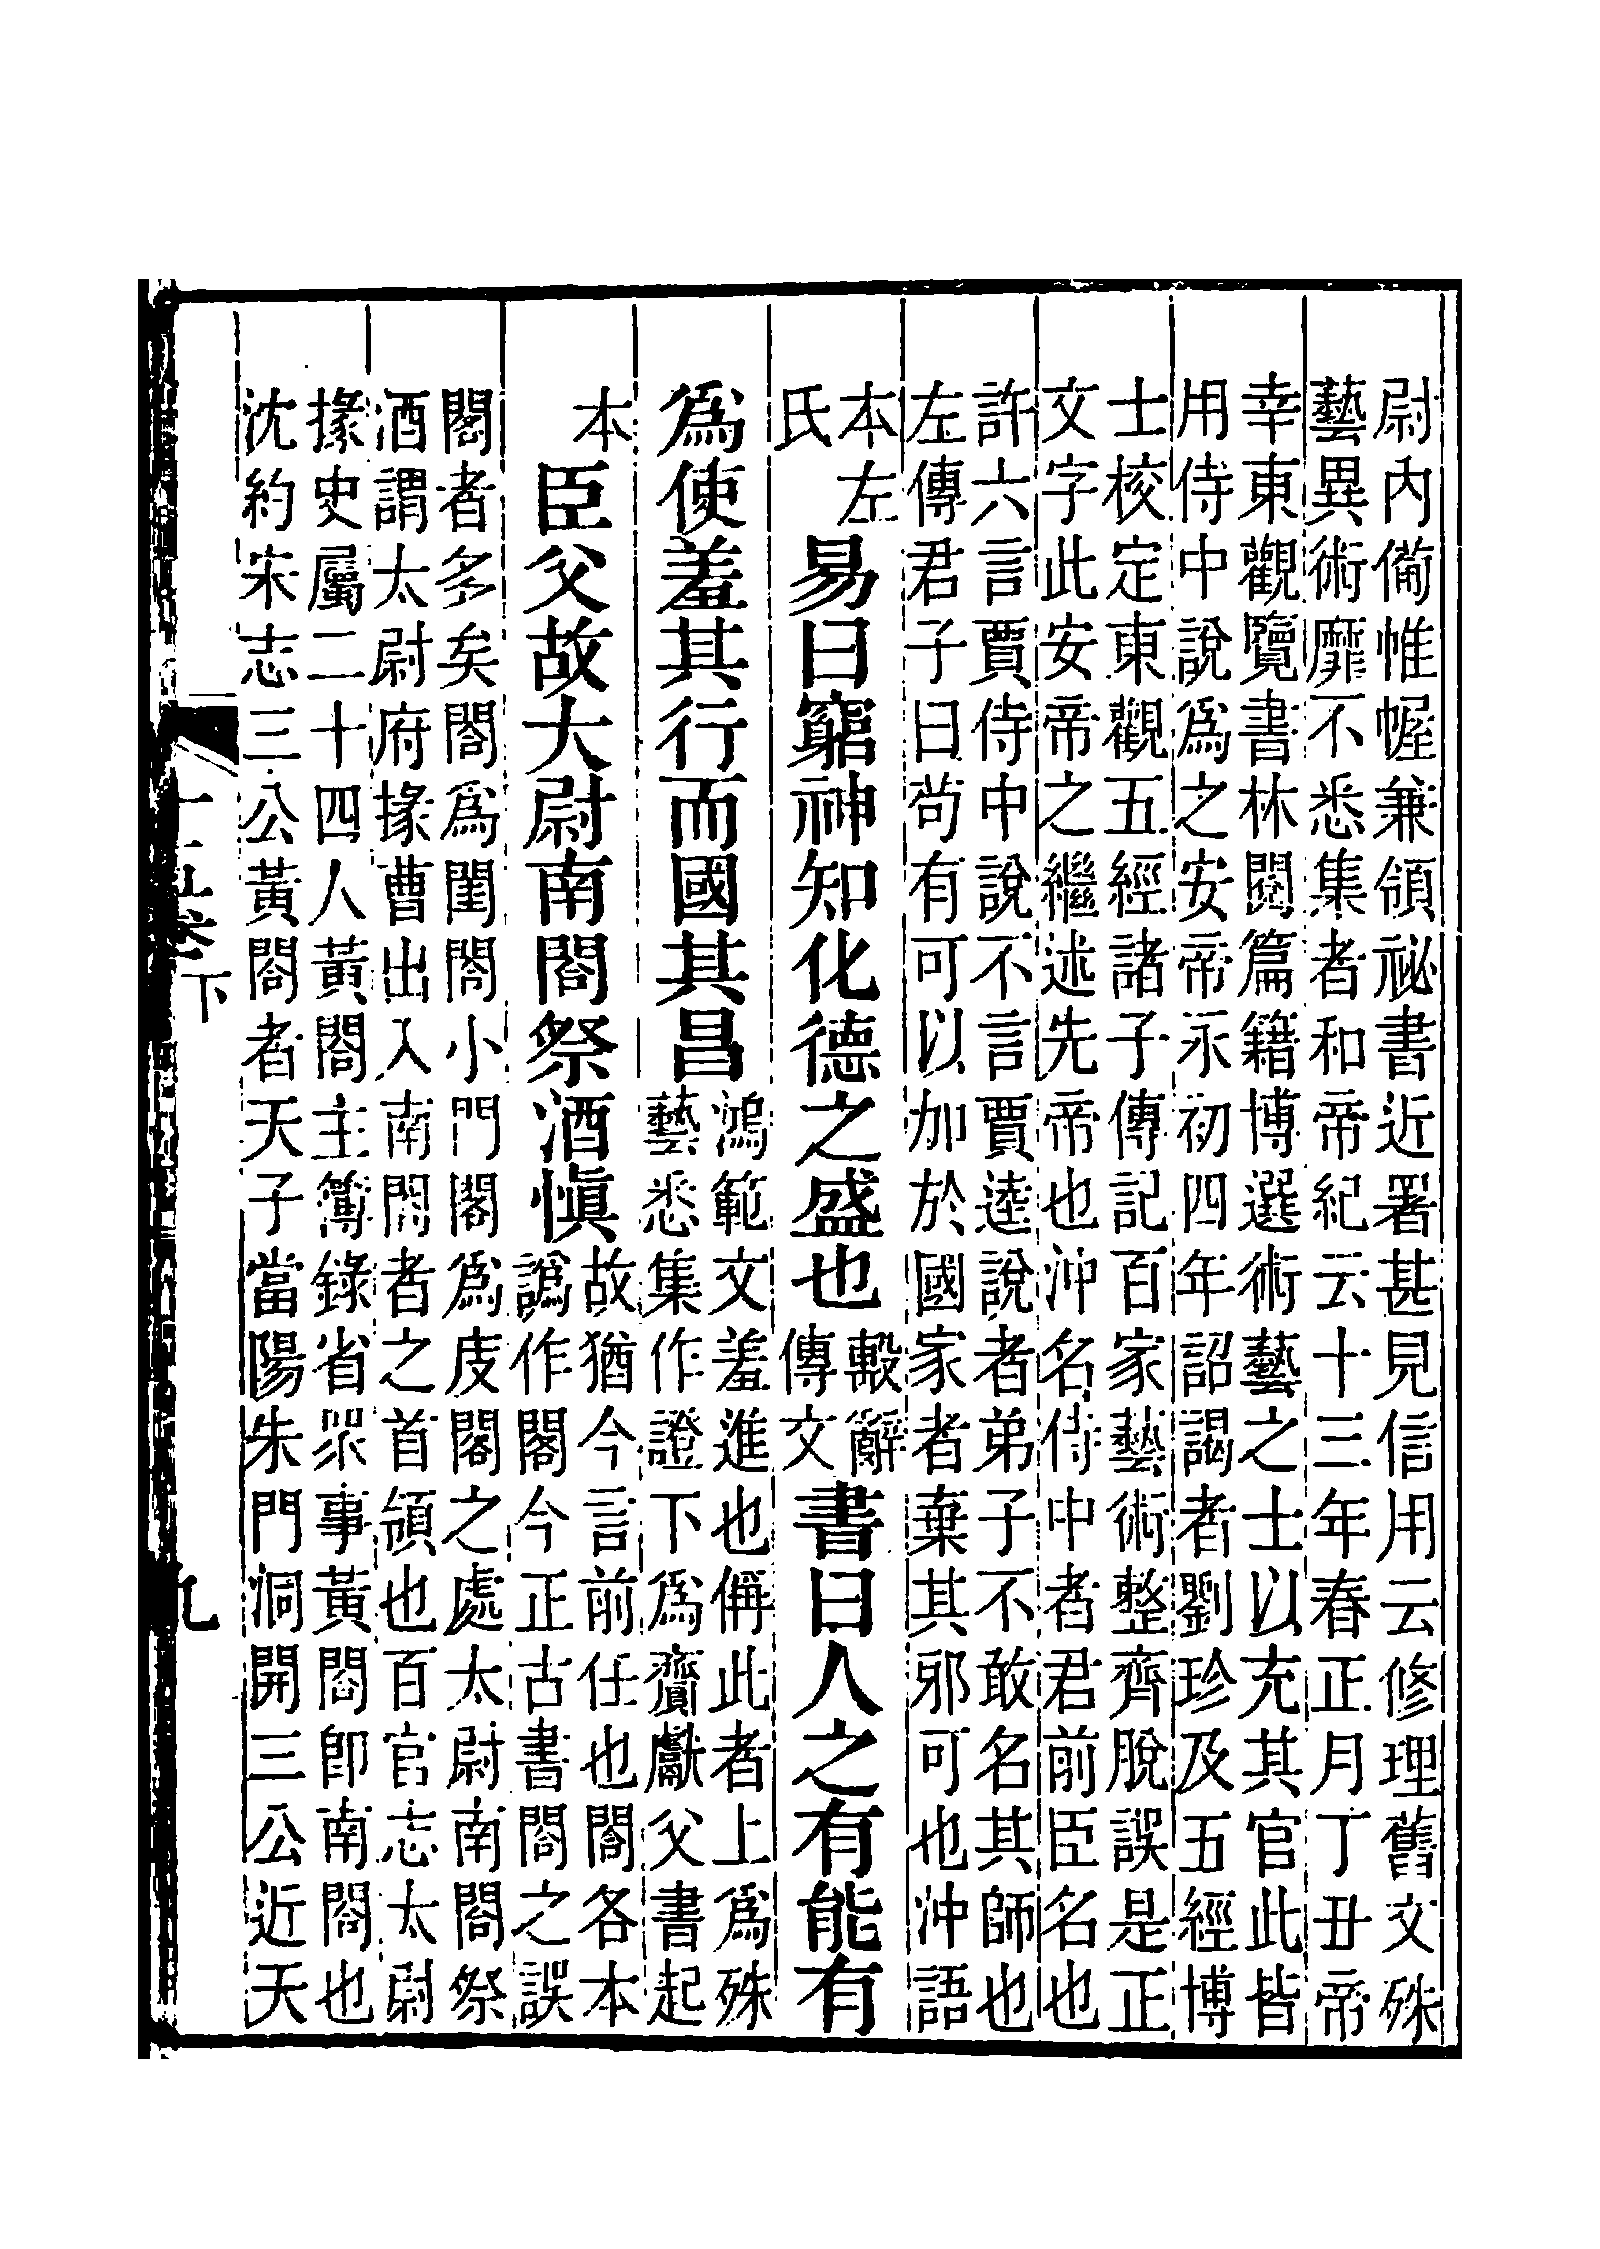 尉內備帷幄兼領祕書近署甚見信用云修理舊文殊
藝異術靡不悉集者和帝紀云十三年春正月丁丑帝
幸東觀覽書林閱篇籍博選術藝之士以充其官此皆
用侍中說爲之安帝永初四年詔謁者劉珍及五經博
士校定東觀五經諸子傳記百家藝術整齊脫誤是正
文字此安帝之繼述先帝也沖名侍中者君前臣名也
許六言賈侍中說不言賈逵說者弟子不敢名其師也
左傳君子曰苟有可以加於國家者棄其邪可也沖語
本左
氏
易曰窮神知化德之盛也
毄辭
傳文
書曰人之有能有
爲使羞其行而國其昌
鴻範文羞進也偁此者上爲殊
藝悉集作證下爲齎獻父書起
本
臣父故大尉南閣祭酒慎
故猶今言前任也閣各本
譌作閤今正古書閣之誤
閤者多矣閤爲閨閤小門閣爲庋閣之處太尉南閤祭
酒謂太尉府掾曹出入南閤者之首領也百官志太尉
掾史屬二十四人黃閤主簿錄省眾事黃閤卽南閤也
沈約宋志三公黃閤者天子當陽朱門洞開三公近天
十五卷下
九